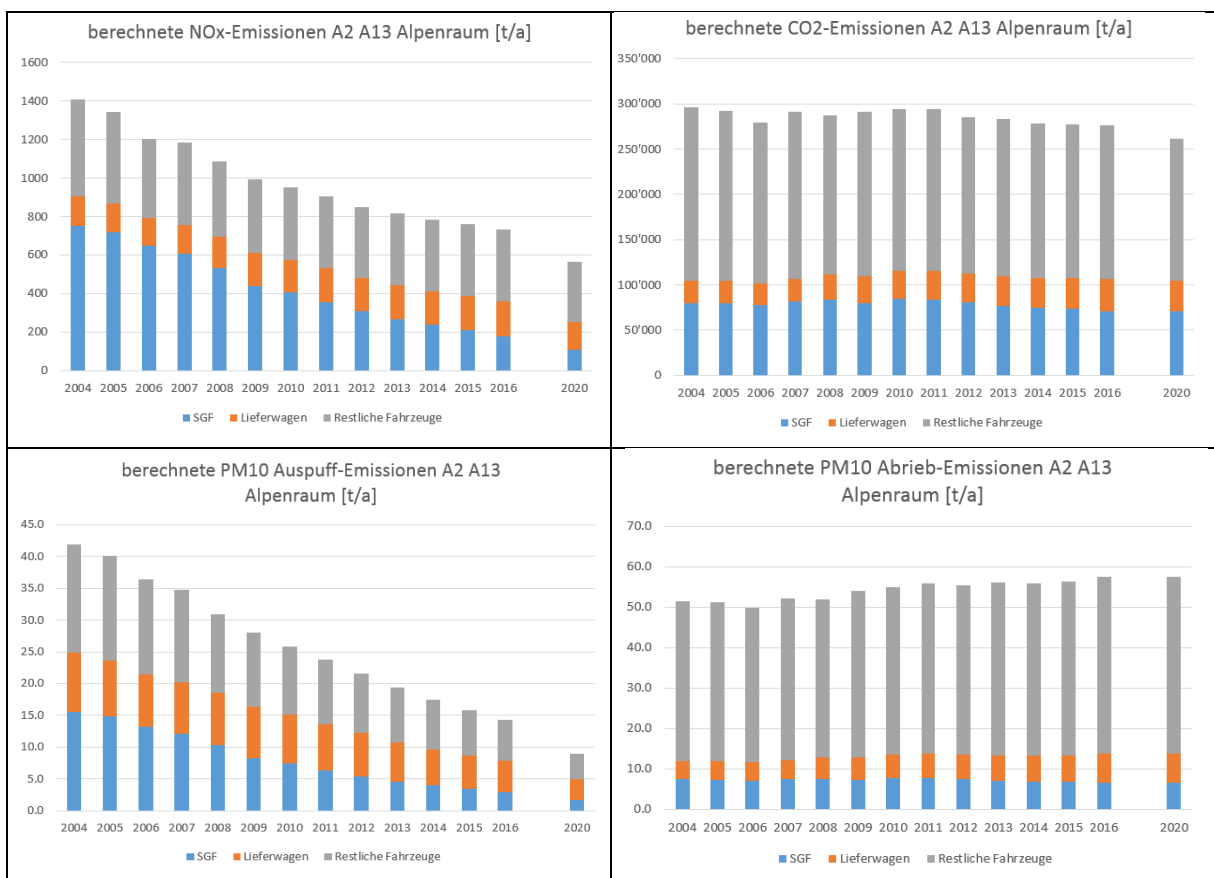 berechnete NOx-Emissionen A2 A13 Alpenraum [t/a]
1600
1400
1200
1000
800
600
400
200
0
2004 2005 2006 2007 2008 2009 2010 2011 2012 2013 2014 2015 2016 2020
SGF Lieferwagen Restliche Fahrzeuge
berechnete CO2-Emissionen A2 A13 Alpenraum [t/a]
350'000
300'000
250'000
200'000
150'000
100'000
50'000
0
2004 2005 2006 2007 2008 2009 2010 2011 2012 2013 2014 2015 2016 2020
SGF Lieferwagen Restliche Fahrzeuge
berechnete PM10 Auspuff-Emissionen A2 A13
Alpenraum [t/a]
45.0
40.0
35.0
30.0
25.0
20.0
15.0
10.0
5.0
0.0
2004 2005 2006 2007 2008 2009 2010 2011 2012 2013 2014 2015 2016 2020
SGF Lieferwagen Restliche Fahrzeuge
berechnete PM10 Abrieb-Emissionen A2 A13
Alpenraum [t/a]
70.0
60.0
50.0
40.0
30.0
20.0
10.0
0.0
2004 2005 2006 2007 2008 2009 2010 2011 2012 2013 2014 2015 2016 2020
SGF Lieferwagen Restliche Fahrzeuge